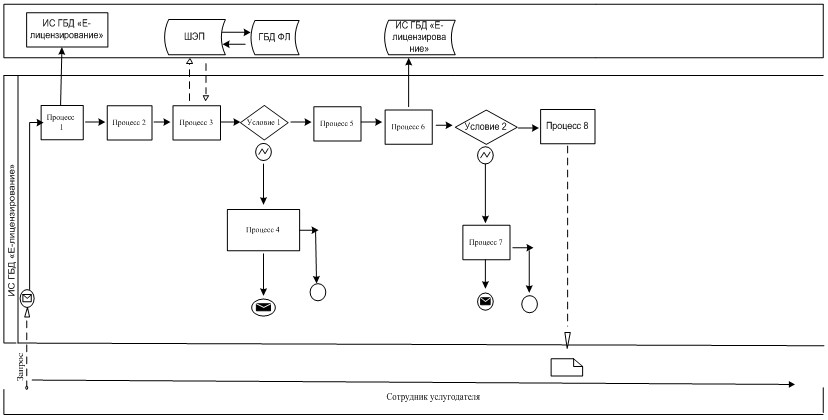 ИС ГБД «Е-
лицензирование»
ШЭП
ГБД ФЛ
ИС ГБД «Е-
лицензирова
ние»
ИС ГБД «Е-лицензирование»
Процесс
1
Процесс 2
Процесс 3
Условие 1
Процесс 5
Процесс 6
Условие 2
Процесс 8
Процесс 4
Процесс 7
Запрос
Сотрудник услугодателя